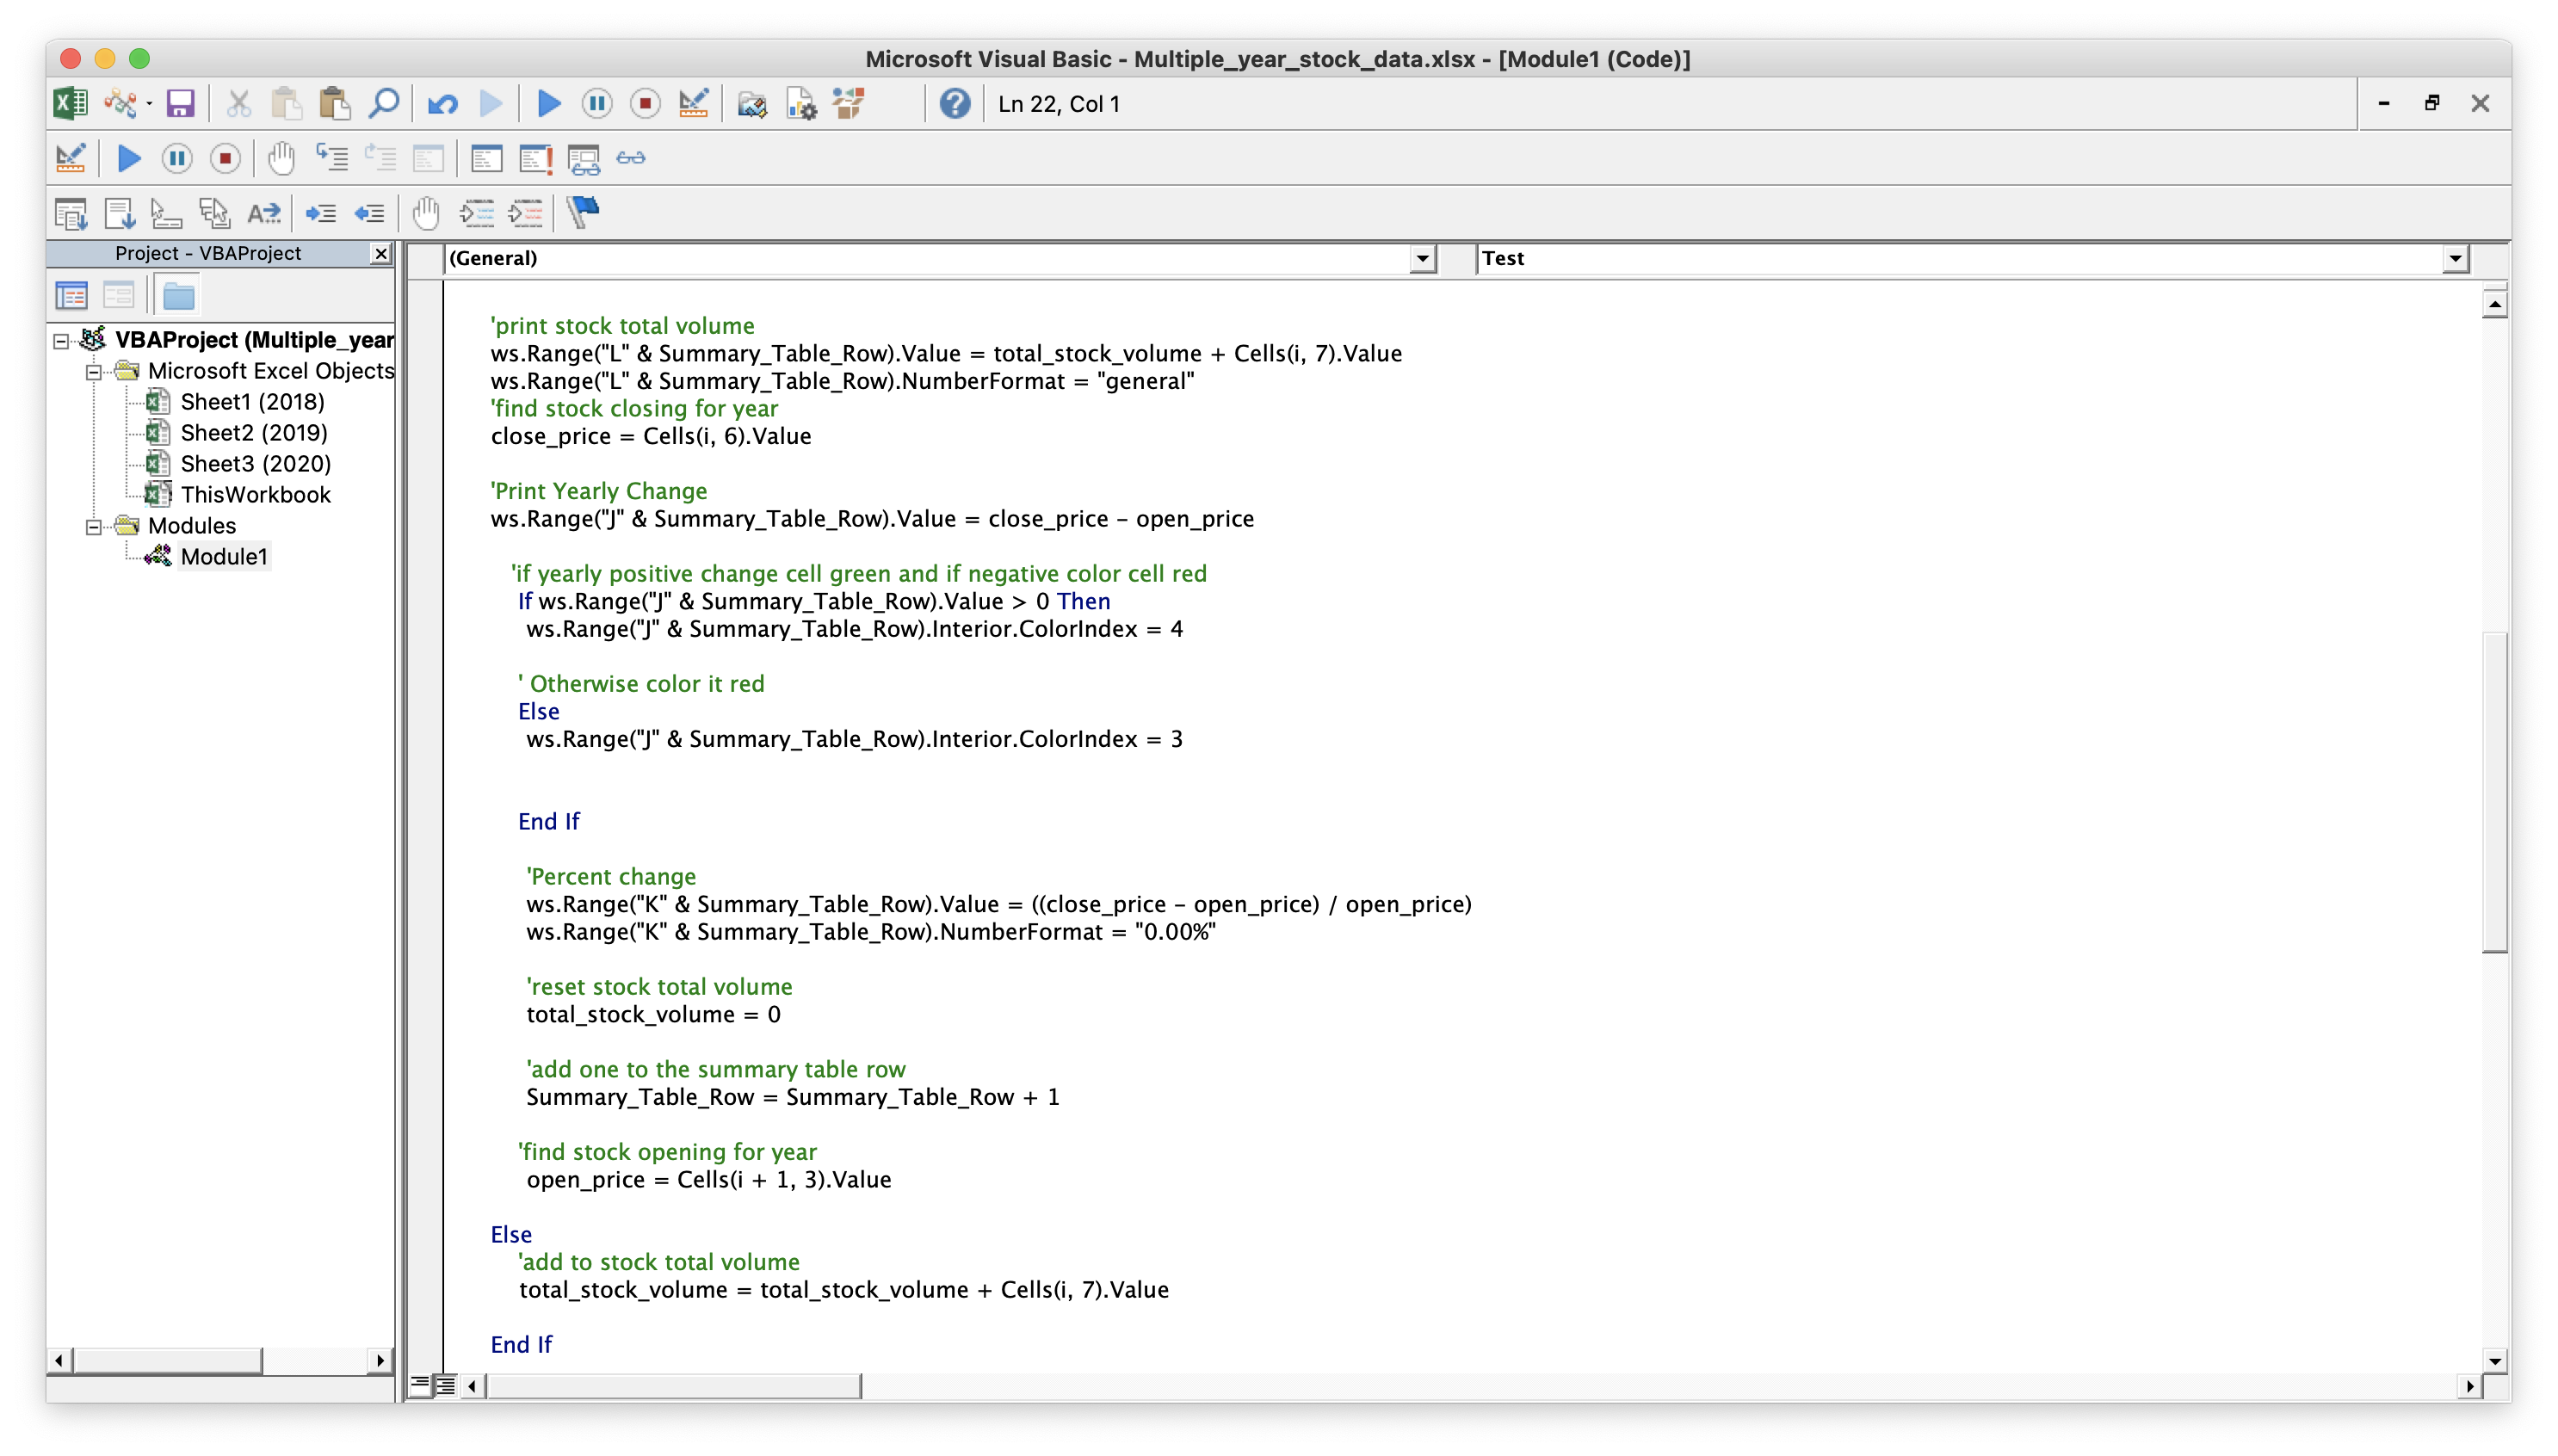 Microsoft Visual Basic - Multiple_year_stock_data.xlsx - [Module1 (Code)]
Ln 22, Col 1
Project - VBAProject
(General)
Test
VBAProject (Multiple_year
Microsoft Excel Objects
Sheet1 (2018)
Sheet2 (2019)
Sheet3 (2020)
ThisWorkbook
Modules
Module1
'print stock total volume
ws.Range("L" & Summary_Table_Row).Value = total_stock_volume + Cells(i, 7).Value
ws.Range("L" & Summary_Table_Row).NumberFormat = "general"
'find stock closing for year
close_price = Cells(i, 6).Value
'Print Yearly Change
ws.Range("J" & Summary_Table_Row).Value = close_price - open_price
'if yearly positive change cell green and if negative color cell red
If ws.Range("J" & Summary_Table_Row).Value > 0 Then
ws.Range("J" & Summary_Table_Row).Interior.ColorIndex = 4
' Otherwise color it red
Else
ws.Range("J" & Summary_Table_Row).Interior.ColorIndex = 3
End If
'Percent change
ws.Range("K" & Summary_Table_Row).Value = ((close_price - open_price) / open_price)
ws.Range("K" & Summary_Table_Row).NumberFormat = "0.00%"
'reset stock total volume
total_stock_volume = 0
'add one to the summary table row
Summary_Table_Row = Summary_Table_Row + 1
'find stock opening for year
open_price = Cells(i + 1, 3).Value
Else
'add to stock total volume
total_stock_volume = total_stock_volume + Cells(i, 7).Value
End If